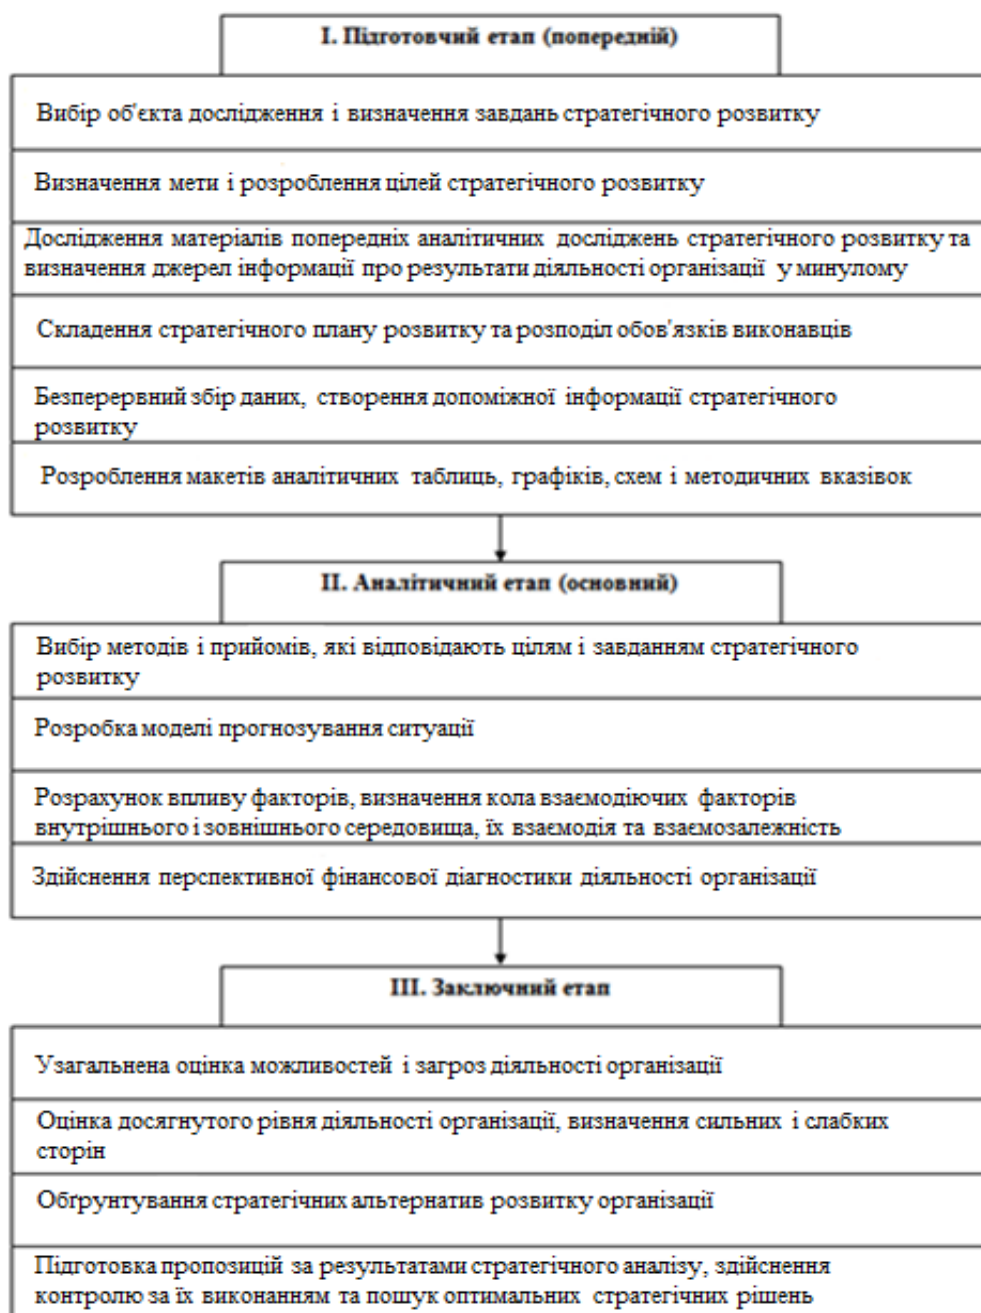 І. Підготовчий етап (попередній)
Вибір об'єкта дослідження і визначення завдань стратегічного розвитку
Визначення мети і розроблення цілей стратегічного розвитку
Дослідження матеріалів попередніх аналітичних досліджень стратегічного розвитку та
визначення джерел інформації про результати діяльності організації у минулому
Складення стратегічного плану розвитку та розподіл обов'язків виконавців
Безперервний збір даних, створення допоміжної інформації стратегічного
розвитку
Розроблення макетів аналітичних таблиць, графіків, схем і методичних вказівок
ІІ. Аналітичний етап (основний)
Вибір методів і прийомів, які відповідають цілям і завданням стратегічного
розвитку
Розробка моделі прогнозування ситуації
Розрахунок впливу факторів, визначення кола взаємодіючих факторів
внутрішнього і зовнішнього середовища, їх взаємодія та взаємозалежність
Здійснення перспективної фінансової діагностики діяльності організації
ІІІ. Заключний етап
Узагальнена оцінка можливостей і загроз діяльності організації
Оцінка досягнутого рівня діяльності організації, визначення сильних і слабких
сторін
Обґрунтування стратегічних альтернатив розвитку організації
Підготовка пропозицій за результатами стратегічного аналізу, здійснення
контролю за їх виконанням та пошук оптимальних стратегічних рішень